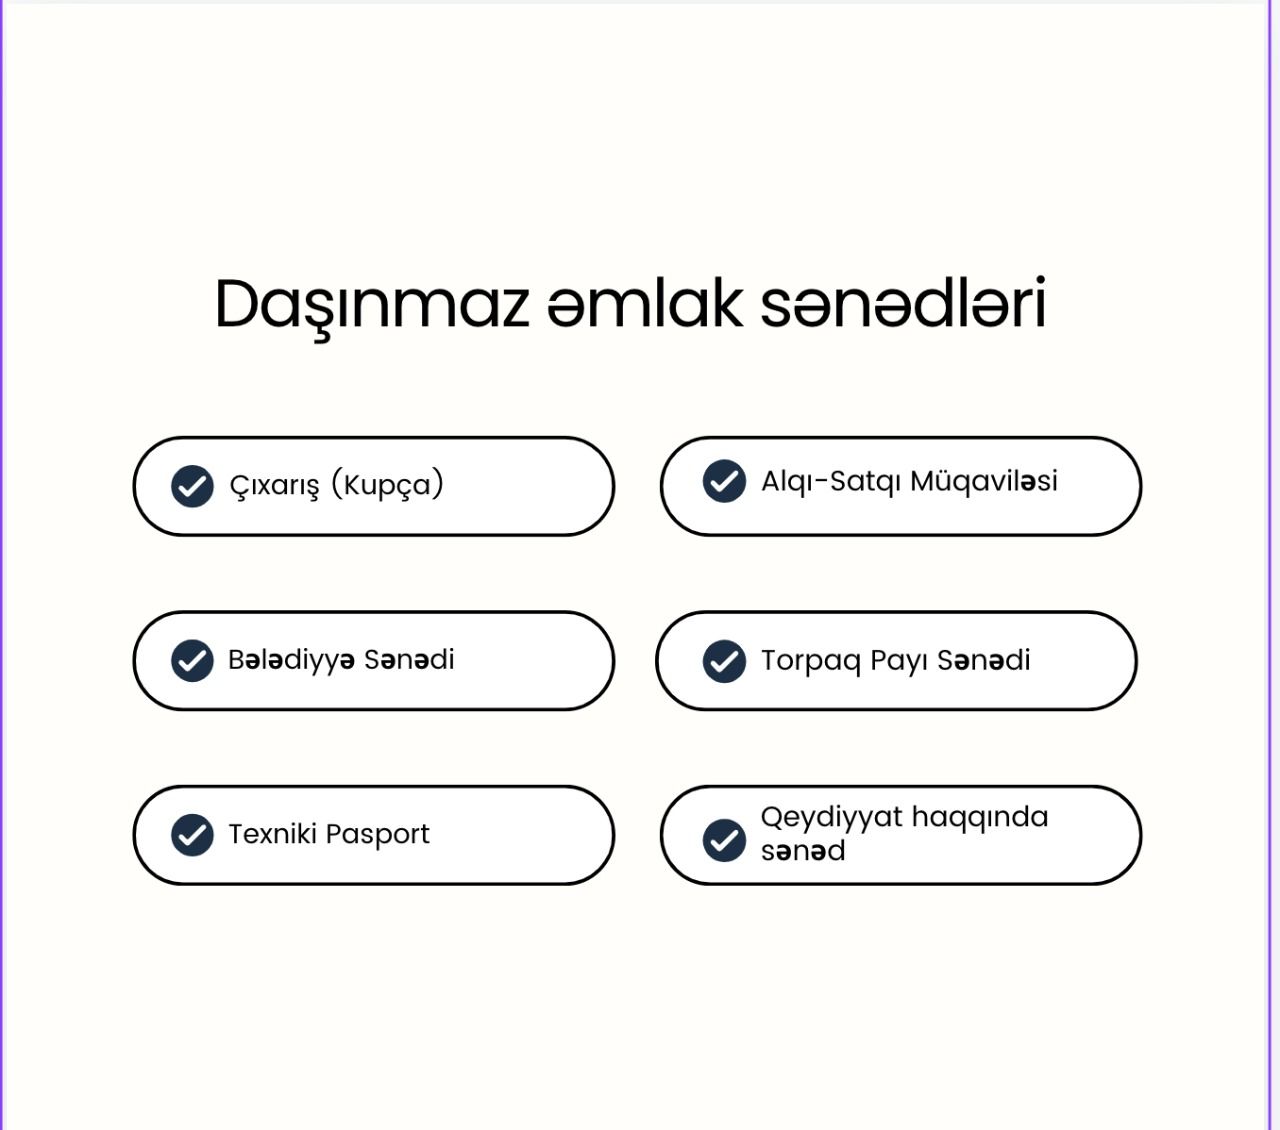 Daşınmaz əmlak sənədləri
Çıxarış (Kupça)
Alqı-Satqı Müqaviləsi
Bələdiyyə Sənədi
Torpaq Payı Sənədi
Texniki Pasport
Qeydiyyat haqqında
sənəd